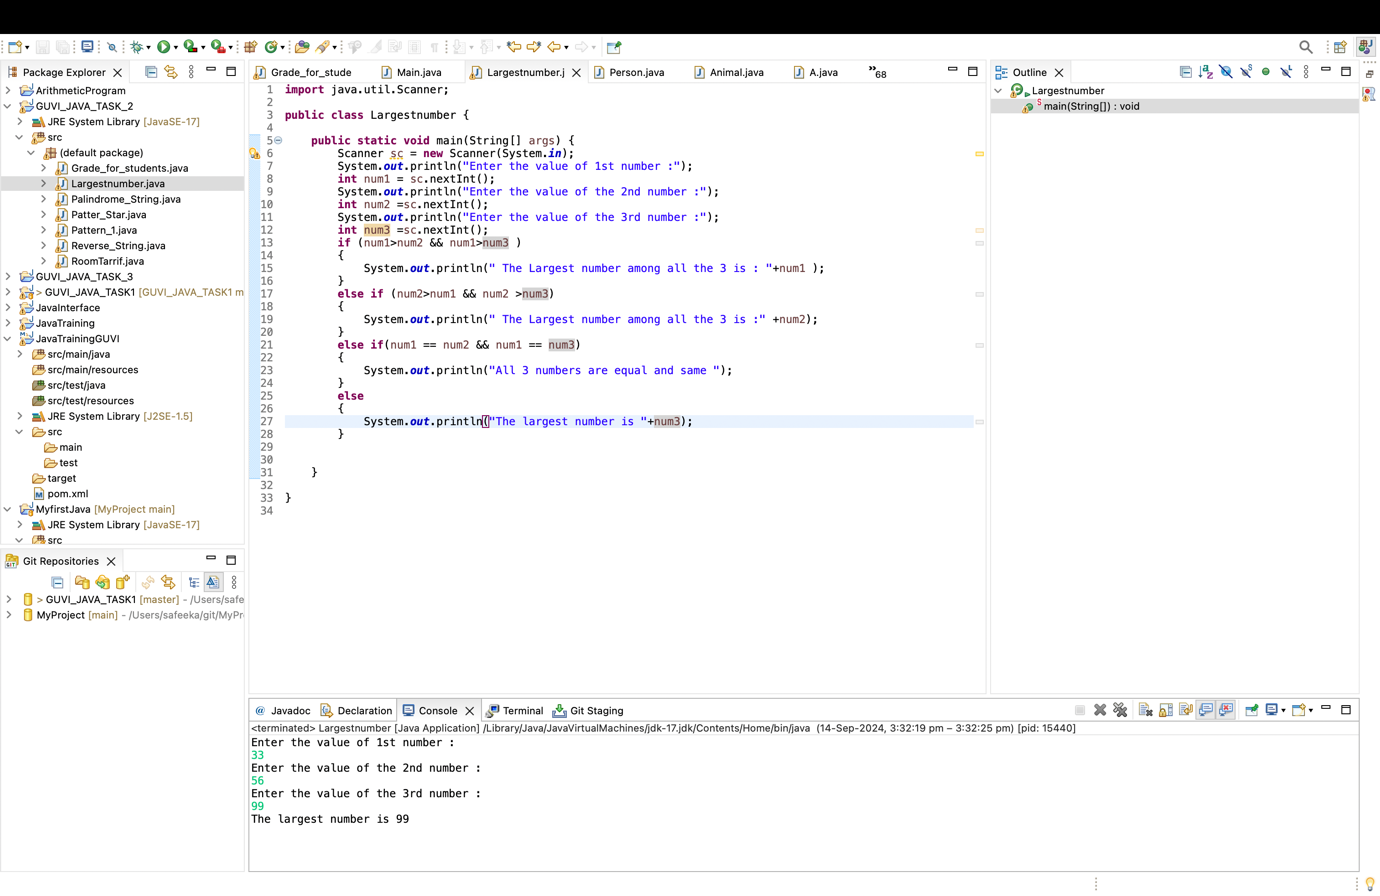 Package Explorer
ArithmeticProgram
GUVI_JAVA_TASK_2
JRE System Library [JavaSE-17]
src
(default package)
Grade_for_students.java
Largestnumber.java
Palindrome_String.java
Patter_Star.java
Pattern_1.java
Reverse_String.java
RoomTarrif.java
GUVI_JAVA_TASK_3
> GUVI_JAVA_TASK1 [GUVI_JAVA_TASK1 m
JavaInterface
JavaTraining
JavaTrainingGUVI
src/main/java
src/main/resources
src/test/java
src/test/resources
JRE System Library [J2SE-1.5]
src
main
test
target
pom.xml
MyfirstJava [MyProject main]
JRE System Library [JavaSE-17]
src
Git Repositories
> GUVI_JAVA_TASK1 [master] - /Users/safe
MyProject [main] - /Users/safeeka/git/MyPr
Grade_for_stude
Main.java
Largestnumber.j
Person.java
Animal.java
A.java
»68
1 import java.util.Scanner;
2
3 public class Largestnumber {
4
5 public static void main(String[] args) {
6 Scanner sc = new Scanner(System.in);
7 System.out.println("Enter the value of 1st number :");
8 int num1 = sc.nextInt();
9 System.out.println("Enter the value of the 2nd number :");
10 int num2 =sc.nextInt();
11 System.out.println("Enter the value of the 3rd number :");
12 int num3 =sc.nextInt();
13 if (num1>num2 && num1>num3 )
14 {
15 System.out.println(" The Largest number among all the 3 is : "+num1 );
16 }
17 else if (num2>num1 && num2 >num3)
18 {
19 System.out.println(" The Largest number among all the 3 is :" +num2);
20 }
21 else if(num1 == num2 && num1 == num3)
22 {
23 System.out.println("All 3 numbers are equal and same ");
24 }
25 else
26 {
27 System.out.println("The largest number is "+num3);
28 }
29
30
31 }
32
33 }
34
Outline
Largestnumber
main(String[]) : void
@ Javadoc
Declaration
Console
Terminal
Git Staging
<terminated> Largestnumber [Java Application] /Library/Java/JavaVirtualMachines/jdk-17.jdk/Contents/Home/bin/java (14-Sep-2024, 3:32:19 pm – 3:32:25 pm) [pid: 15440]
Enter the value of 1st number :
33
Enter the value of the 2nd number :
56
Enter the value of the 3rd number :
99
The largest number is 99